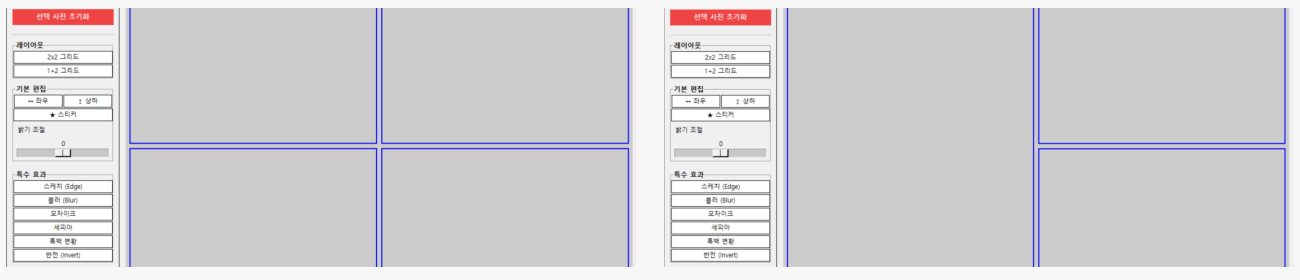 선택 사진 초기화
레이아웃
2x2 그리드
1+2 그리드
기본 편집
↔ 좌우 ↕ 상하
★ 스티커
밝기 조절
0
특수 효과
스케치 (Edge)
블러 (Blur)
모자이크
세피아
흑백 변환
반전 (Invert)
선택 사진 초기화
레이아웃
2x2 그리드
1+2 그리드
기본 편집
↔ 좌우 ↕ 상하
★ 스티커
밝기 조절
0
특수 효과
스케치 (Edge)
블러 (Blur)
모자이크
세피아
흑백 변환
반전 (Invert)